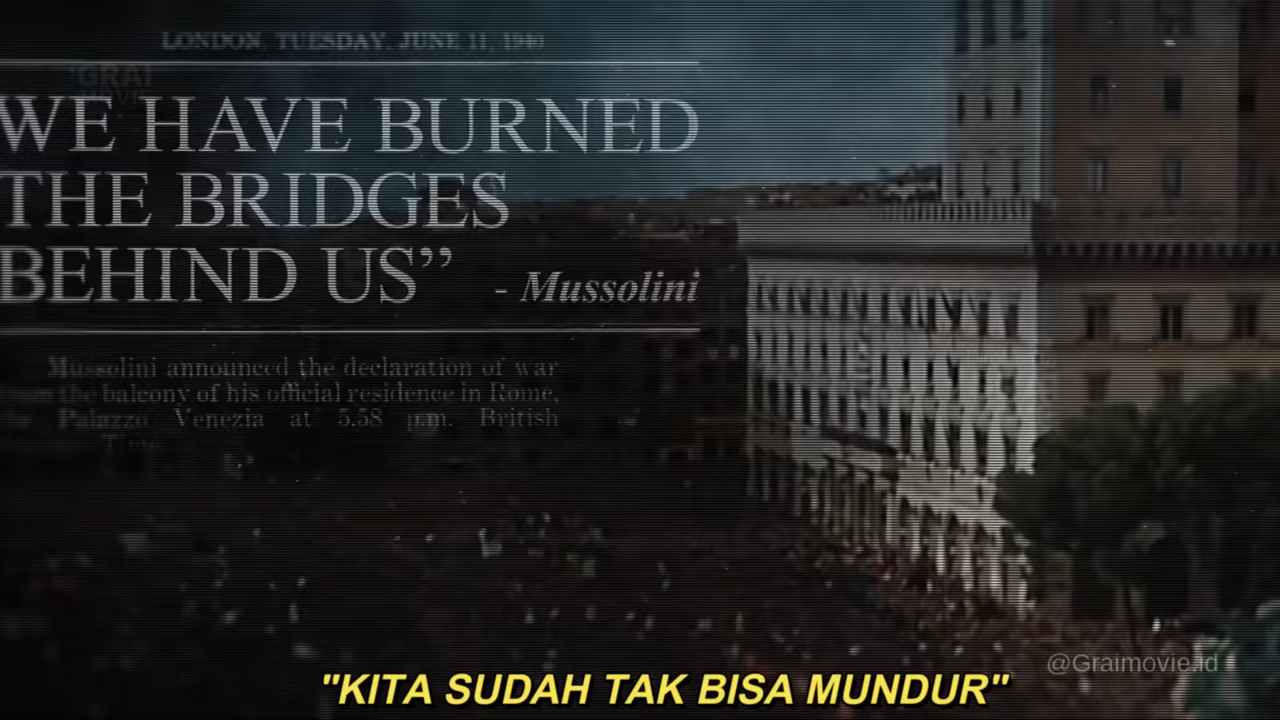 LONDON, TUESDAY, JUNE 11, 1940
WE HAVE BURNED
THE BRIDGES
BEHIND US” - Mussolini
Mussolini announced the declaration of war
the balcony of his official residence in Rome,
Palazzo Venezia at 5.58 p.m. British
@Graimovie.id
"KITA SUDAH TAK BISA MUNDUR"